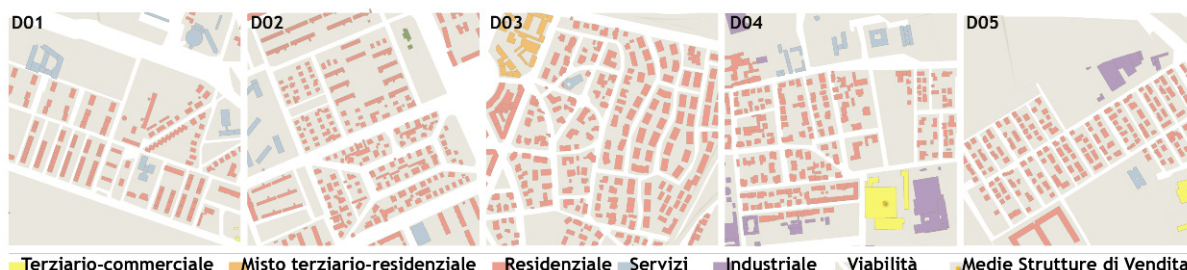 D01 D02 D03 D04 D05
Terziario-commerciale Misto terziario-residenziale Residenziale Servizi Industriale Viabilità Medie Strutture di Vendita